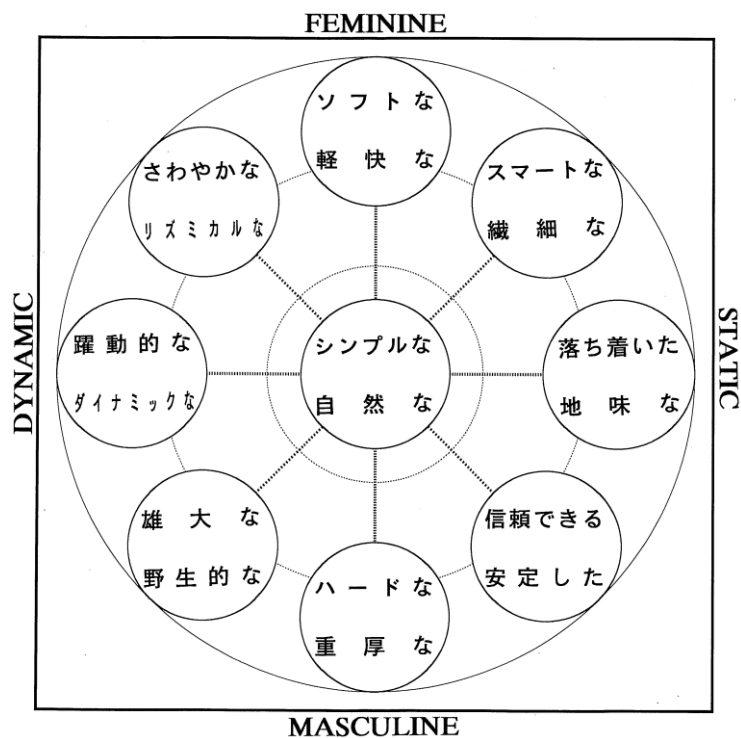 FEMININE
ソフトな
軽快な
さわやかな
リズミカルな
スマートな
繊細な
DYNAMIC
躍動的な
ダイナミックな
シンプルな
自然な
落ち着いた
地味な
STATIC
雄大な
野生的な
信頼できる
安定した
ハードな
重厚な
MASCULINE